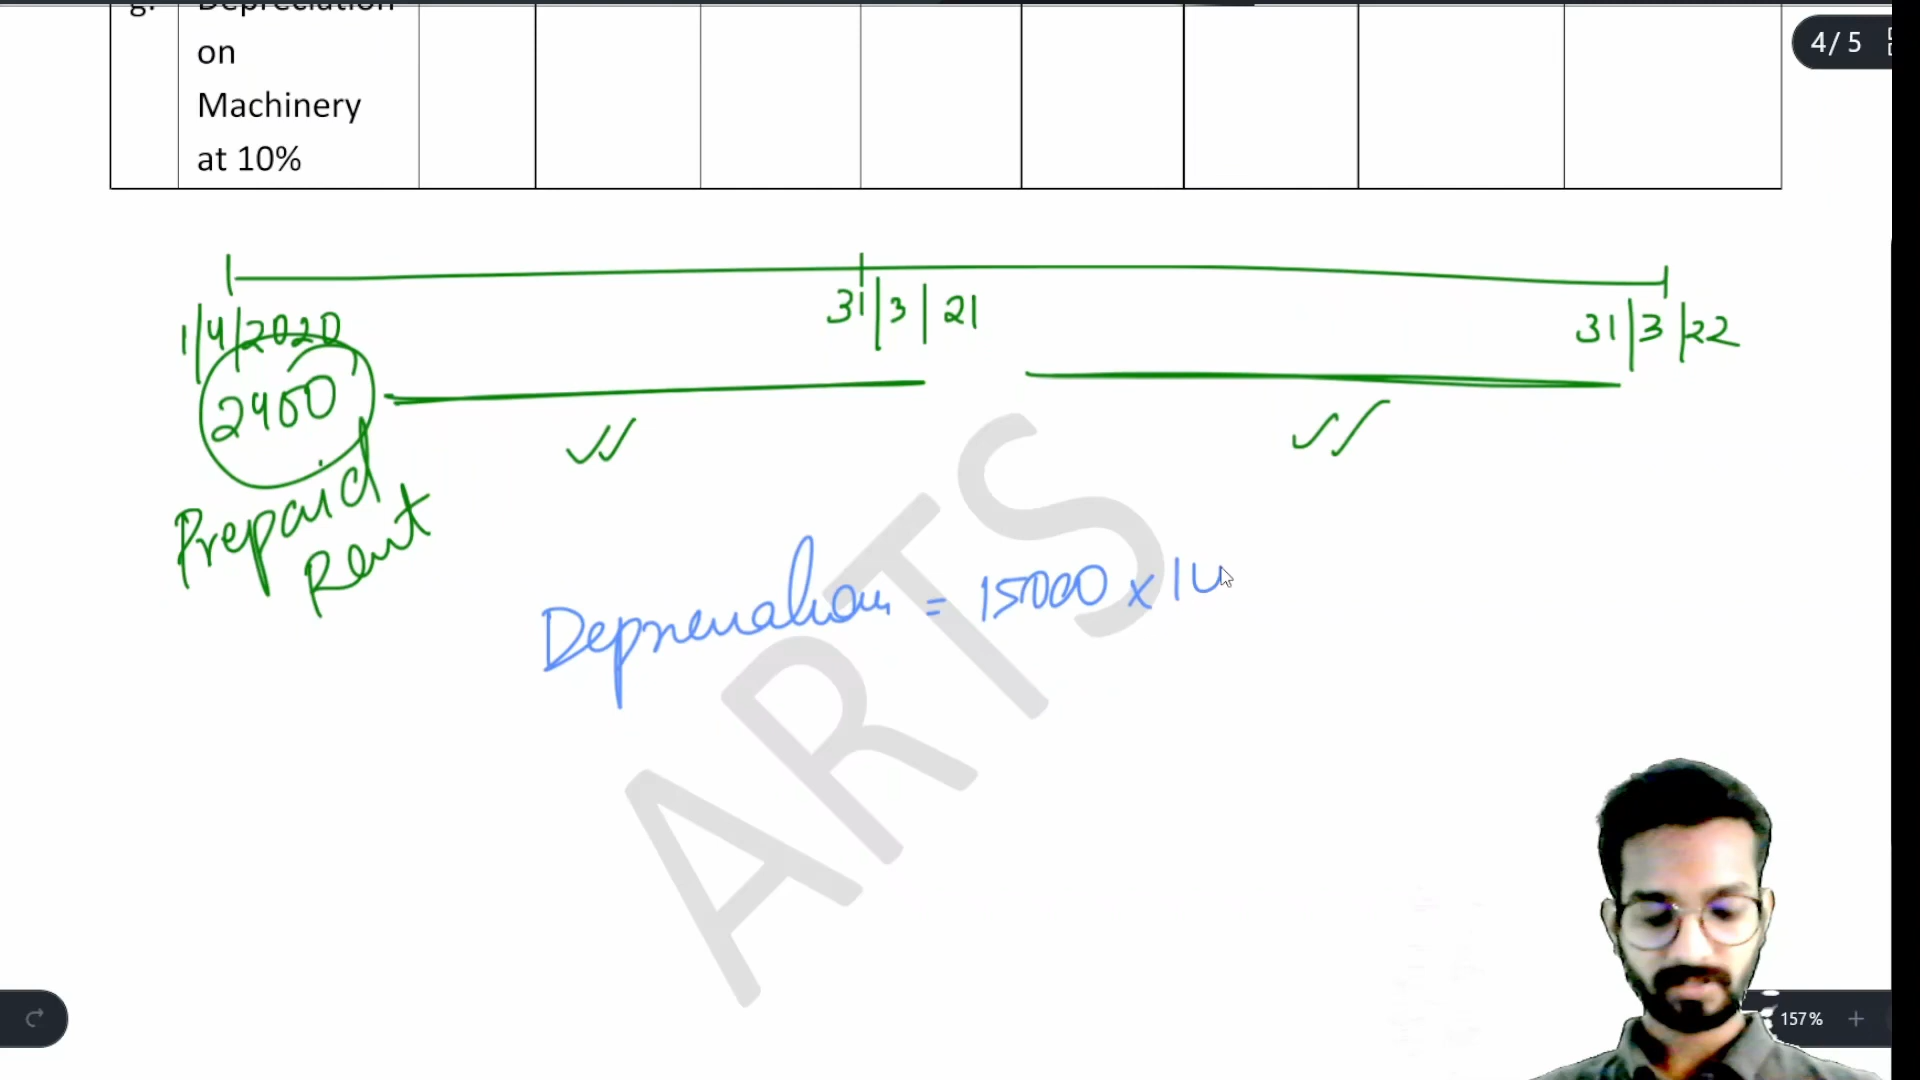 g. Depreciation
on
Machinery
at 10%
4/5
1/4/2020
31/3/21
31/3/22
2400
Prepaid
Rent
Depreciation = 15000 x 10
ARTS
157% +